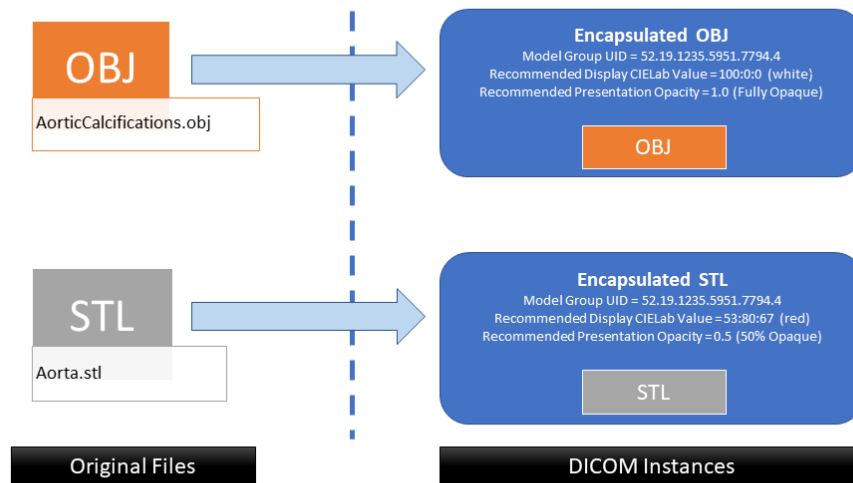 OBJ
AorticCalcifications.obj
Encapsulated OBJ
Model Group UID = 52.19.1235.5951.7794.4
Recommended Display CIELab Value = 100:0:0 (white)
Recommended Presentation Opacity = 1.0 (Fully Opaque)
OBJ
STL
Aorta.stl
Encapsulated STL
Model Group UID = 52.19.1235.5951.7794.4
Recommended Display CIELab Value = 53:80:67 (red)
Recommended Presentation Opacity = 0.5 (50% Opaque)
STL
Original Files
DICOM Instances